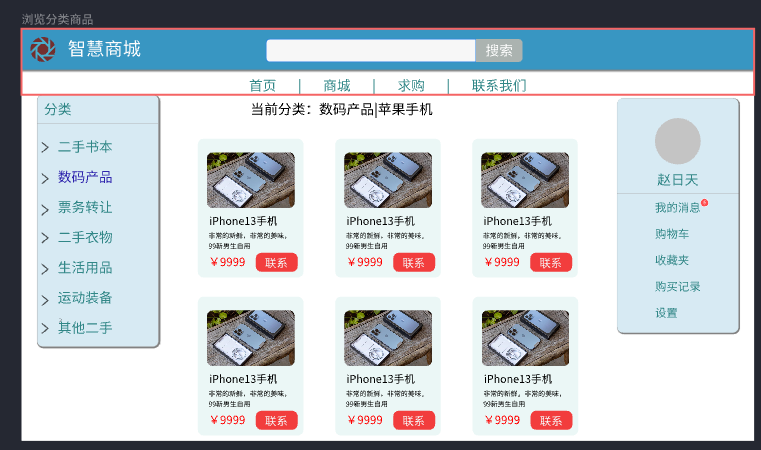 浏览分类商品
智慧商城
搜索
首页 | 商城 | 求购 | 联系我们
分类
二手书本
数码产品
票务转让
二手衣物
生活用品
运动装备
其他二手
当前分类：数码产品|苹果手机
iPhone13手机
非常的新鲜，非常的美味，
99新男生自用
￥9999 联系
iPhone13手机
非常的新鲜，非常的美味，
99新男生自用
￥9999 联系
iPhone13手机
非常的新鲜，非常的美味，
99新男生自用
￥9999 联系
iPhone13手机
非常的新鲜，非常的美味，
99新男生自用
￥9999 联系
iPhone13手机
非常的新鲜，非常的美味，
99新男生自用
￥9999 联系
iPhone13手机
非常的新鲜，非常的美味，
99新男生自用
￥9999 联系
赵日天
我的消息
购物车
收藏夹
购买记录
设置